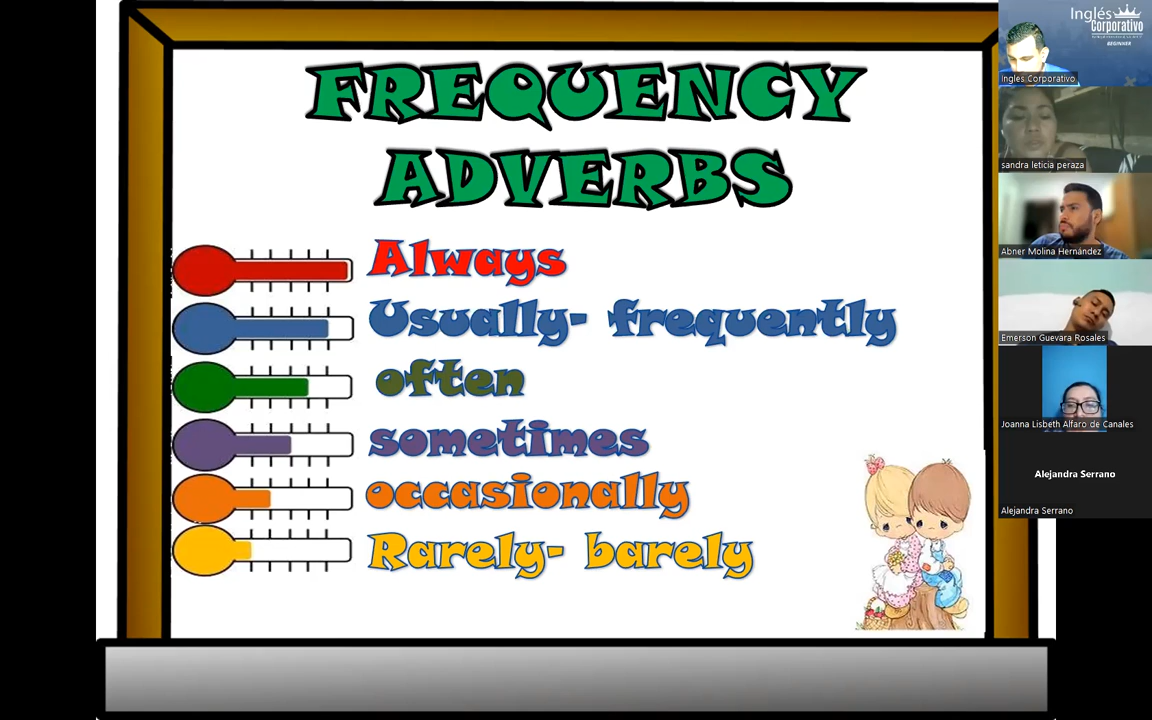 FREQUENCY
ADVERBS
Always
Usually- frequently
often
sometimes
occasionally
Rarely- barely
Inglés
Corporativo
BEGINNER
Ingles Corporativo
sandra leticia peraza
Abner Molina Hernández
Emerson Guevara Rosales
Joanna Lisbeth Alfaro de Canales
Alejandra Serrano
Alejandra Serrano